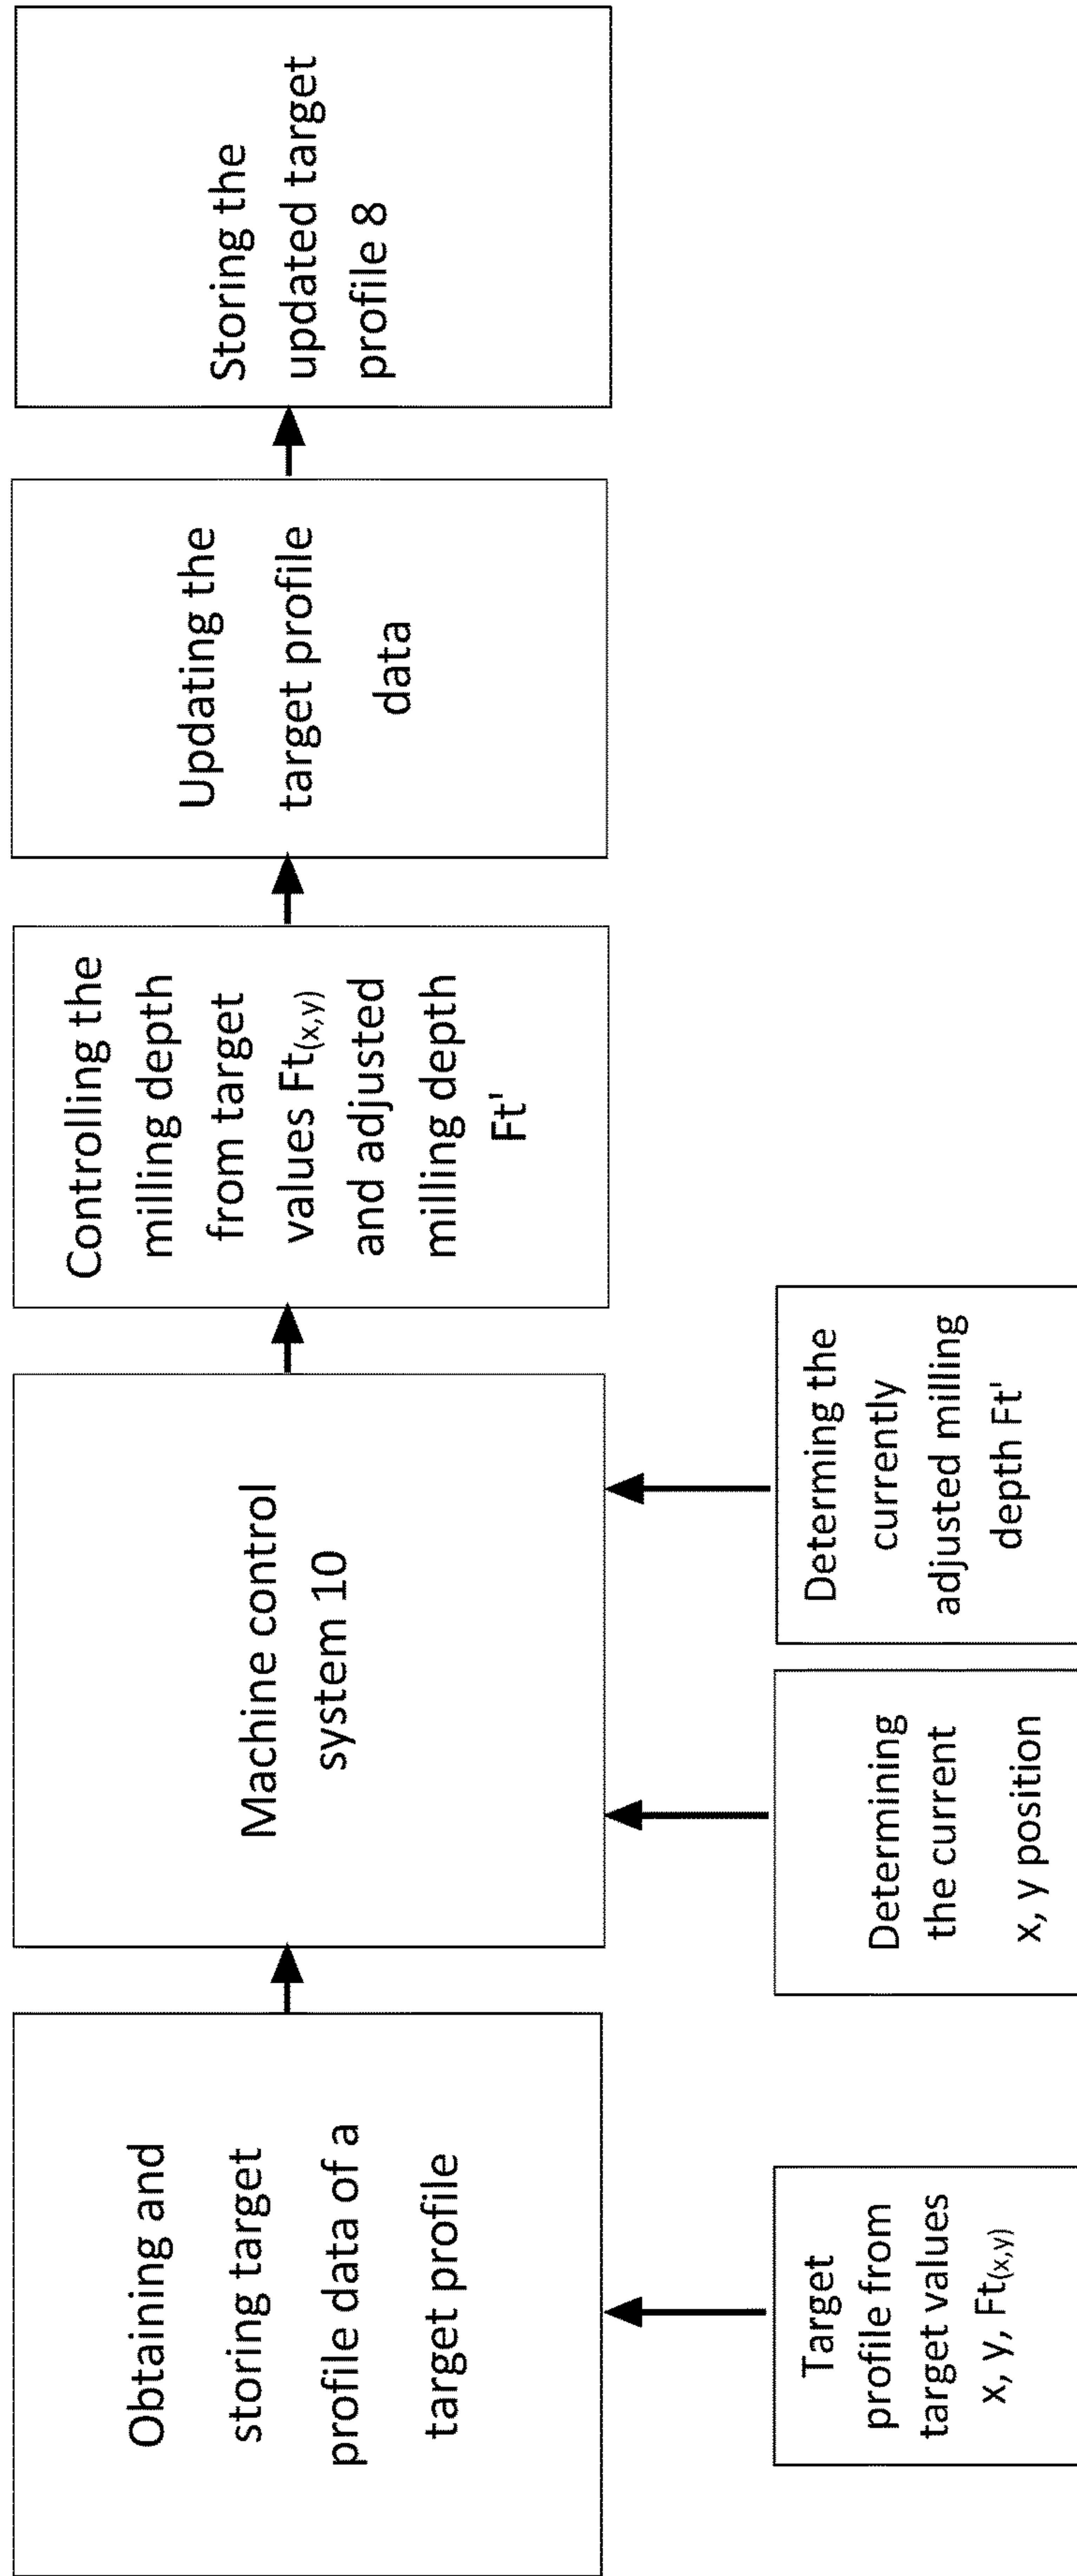 Obtaining and
storing target
profile data of a
target profile
Machine control
system 10
Controlling the
milling depth
from target
values Ft(x,y)
and adjusted
milling depth
Ft'
Updating the
target profile
data
Storing the
updated target
profile 8
Target
profile from
target values
x, y, Ft(x,y)
Determining
the current
x, y position
Determining the
currently
adjusted milling
depth Ft'